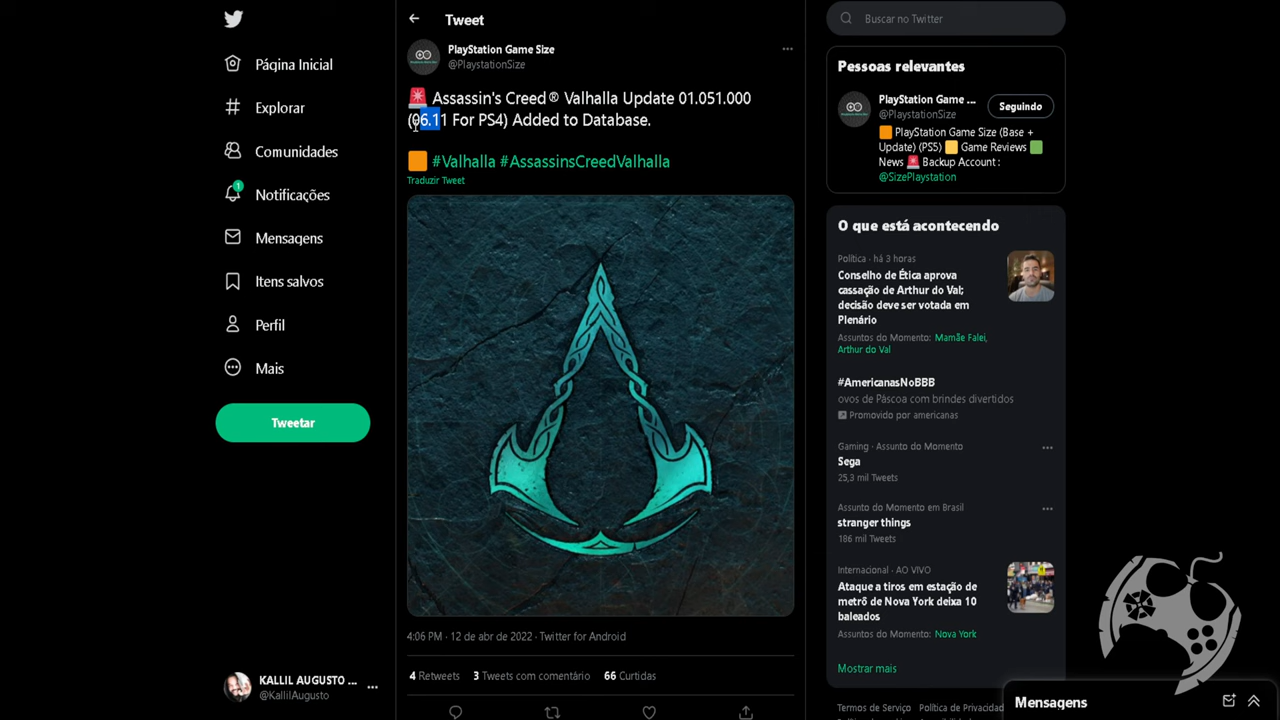 Tweet
PlayStation Game Size
@PlaystationSize
Assassin's Creed® Valhalla Update 01.051.000
(06.11 For PS4) Added to Database.
#Valhalla #AssassinsCreedValhalla
Traduzir Tweet
4:06 PM · 12 de abr de 2022 · Twitter for Android
4 Retweets 3 Tweets com comentário 66 Curtidas
Página Inicial
Explorar
Comunidades
1
Notificações
Mensagens
Itens salvos
Perfil
Mais
Tweetar
KALLIL AUGUSTO ...
@KallilAugusto
Buscar no Twitter
Pessoas relevantes
PlayStation Game ...
@PlaystationSize
Seguindo
PlayStation Game Size (Base +
Update) (PS5) Game Reviews
News Backup Account :
@SizePlaystation
O que está acontecendo
Política · há 3 horas
Conselho de Ética aprova
cassação de Arthur do Val;
decisão deve ser votada em
Plenário
Assuntos do Momento: Mamãe Falei,
Arthur do Val
#AmericanasNoBBB
ovos de Páscoa com brindes divertidos
Promovido por americanas
Gaming · Assunto do Momento
Sega
25,3 mil Tweets
Assunto do Momento em Brasil
stranger things
186 mil Tweets
Internacional · AO VIVO
Ataque a tiros em estação de
metrô de Nova York deixa 10
baleados
Assuntos do Momento: Nova York
Mostrar mais
Termos de Serviço Política de Privacidad
Mensagens